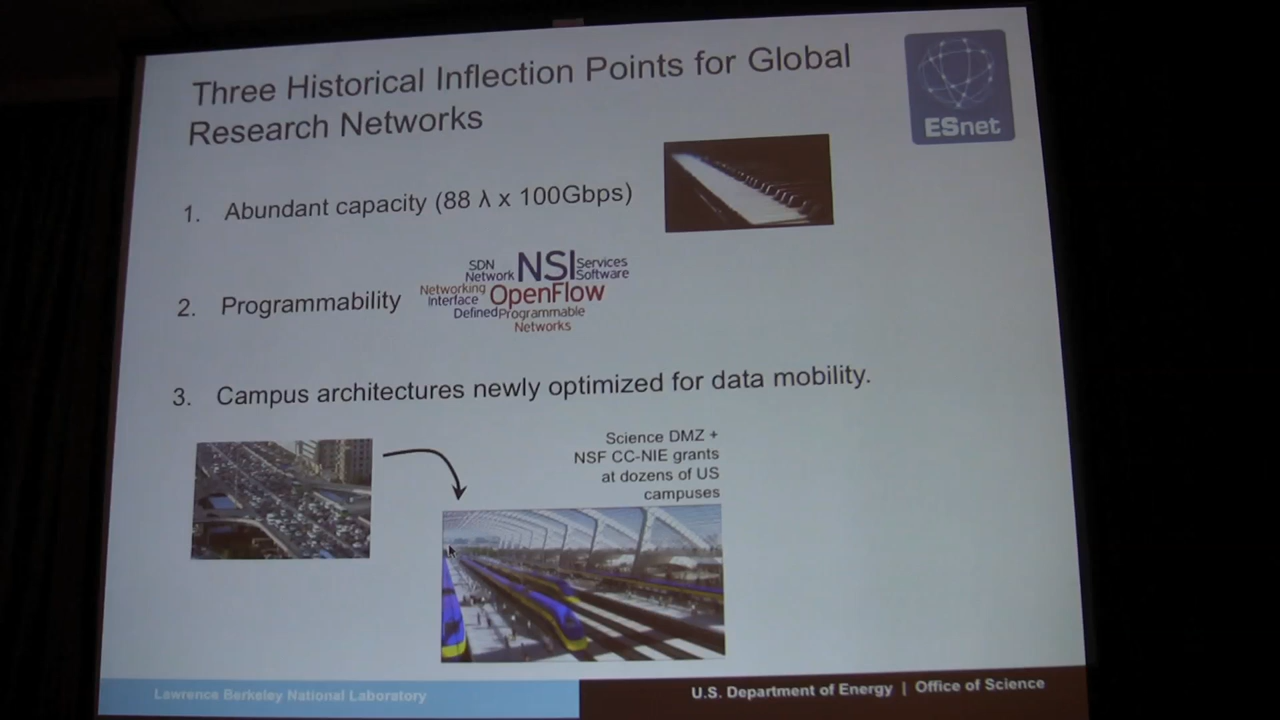 Three Historical Inflection Points for Global
Research Networks
ESnet
1. Abundant capacity (88 λ x 100Gbps)
2. Programmability
SDN
Network
NSI
Services
Software
Networking
Interface
OpenFlow
Defined
Programmable
Networks
3. Campus architectures newly optimized for data mobility.
Science DMZ +
NSF CC-NIE grants
at dozens of US
campuses
Lawrence Berkeley National Laboratory
U.S. Department of Energy | Office of Science